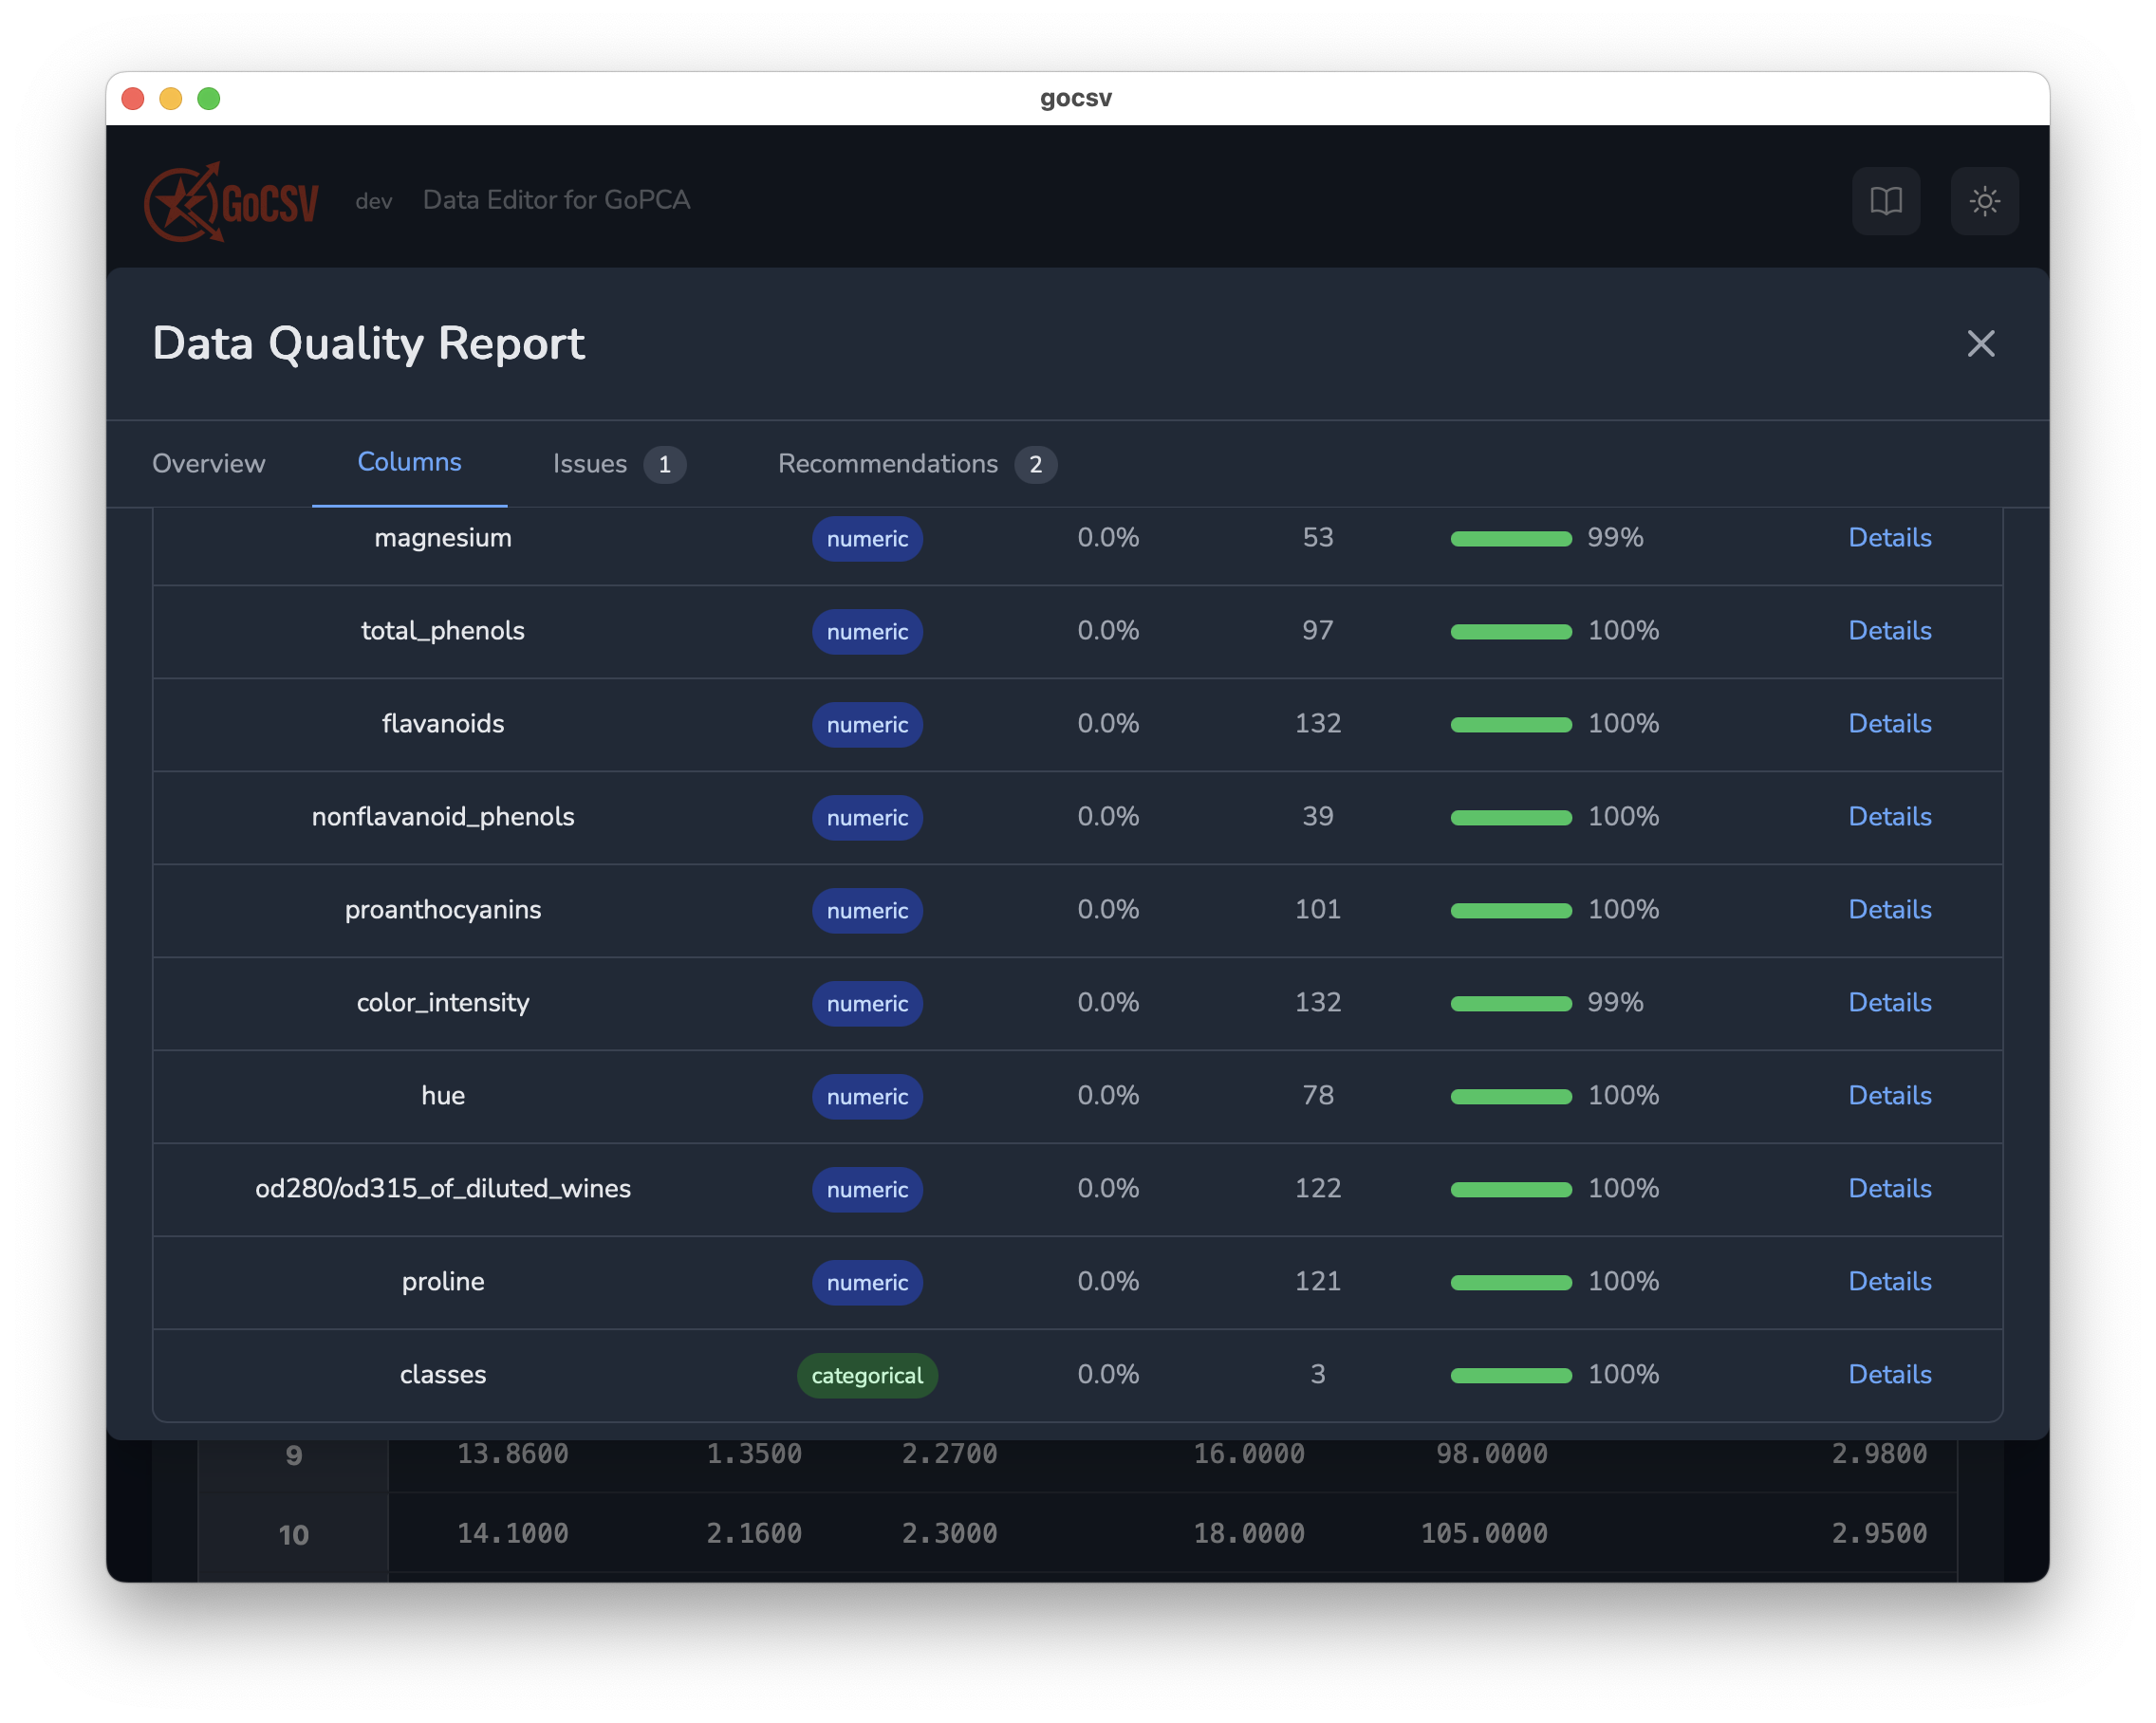 gocsv
GoCSV dev Data Editor for GoPCA
Data Quality Report
Overview Columns Issues 1 Recommendations 2
magnesium numeric 0.0% 53 99% Details
total_phenols numeric 0.0% 97 100% Details
flavanoids numeric 0.0% 132 100% Details
nonflavanoid_phenols numeric 0.0% 39 100% Details
proanthocyanins numeric 0.0% 101 100% Details
color_intensity numeric 0.0% 132 99% Details
hue numeric 0.0% 78 100% Details
od280/od315_of_diluted_wines numeric 0.0% 122 100% Details
proline numeric 0.0% 121 100% Details
classes categorical 0.0% 3 100% Details
9 13.8600 1.3500 2.2700 16.0000 98.0000 2.9800
10 14.1000 2.1600 2.3000 18.0000 105.0000 2.9500